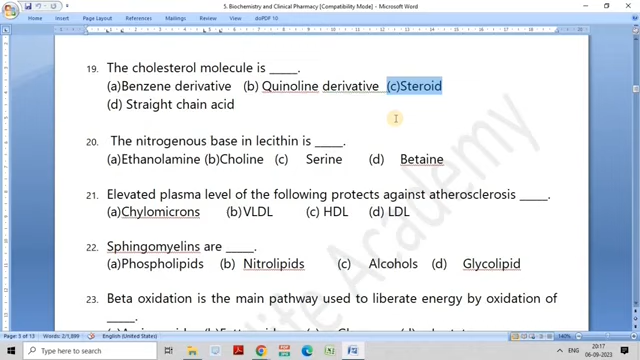 5. Biochemistry and Clinical Pharmacy [Compatibility Mode] - Microsoft Word
Home Insert Page Layout References Mailings Review View doPDF 10
19. The cholesterol molecule is _____.
(a)Benzene derivative (b) Quinoline derivative (c)Steroid
(d) Straight chain acid
20. The nitrogenous base in lecithin is _____.
(a)Ethanolamine (b)Choline (c) Serine (d) Betaine
21. Elevated plasma level of the following protects against atherosclerosis _____.
(a)Chylomicrons (b)VLDL (c) HDL (d) LDL
22. Sphingomyelins are _____.
(a)Phospholipids (b) Nitrolipids (c) Alcohols (d) Glycolipid
23. Beta oxidation is the main pathway used to liberate energy by oxidation of
_____.
Academy
Page: 5 of 13 Words: 2/1,899 English (United States) 140%
Type here to search
20:17
06-09-2023